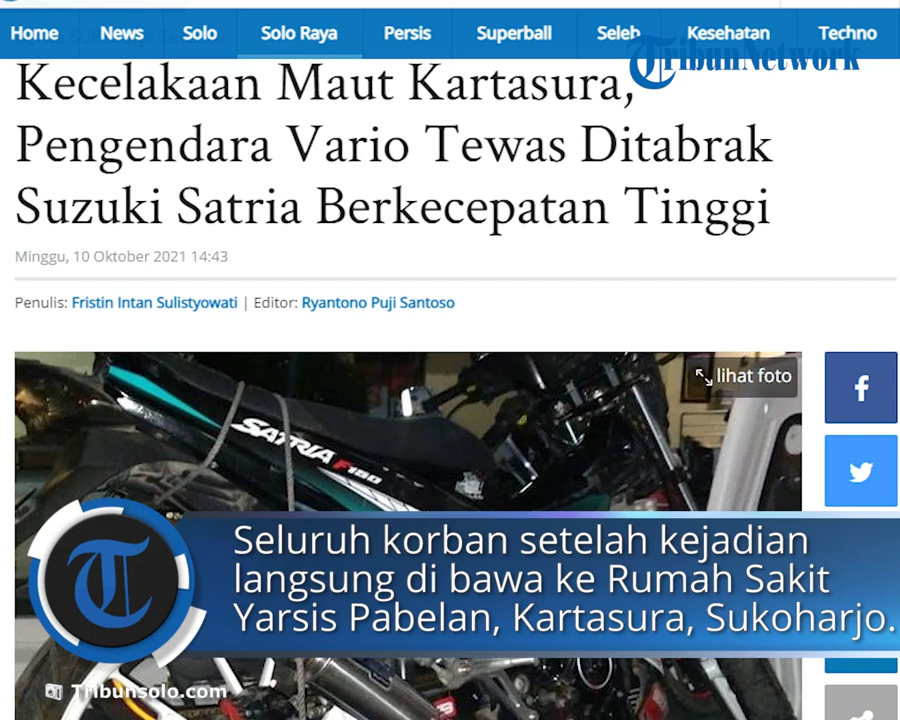 Home News Solo Solo Raya Persis Superball Seleb Kesehatan Techno
TribunNetwork
Kecelakaan Maut Kartasura,
Pengendara Vario Tewas Ditabrak
Suzuki Satria Berkecepatan Tinggi
Minggu, 10 Oktober 2021 14:43
Penulis: Fristin Intan Sulistyowati | Editor: Ryantono Puji Santoso
lihat foto
f
SATRIA F150
Seluruh korban setelah kejadian
langsung di bawa ke Rumah Sakit
Yarsis Pabelan, Kartasura, Sukoharjo.
T
Tribunsolo.com